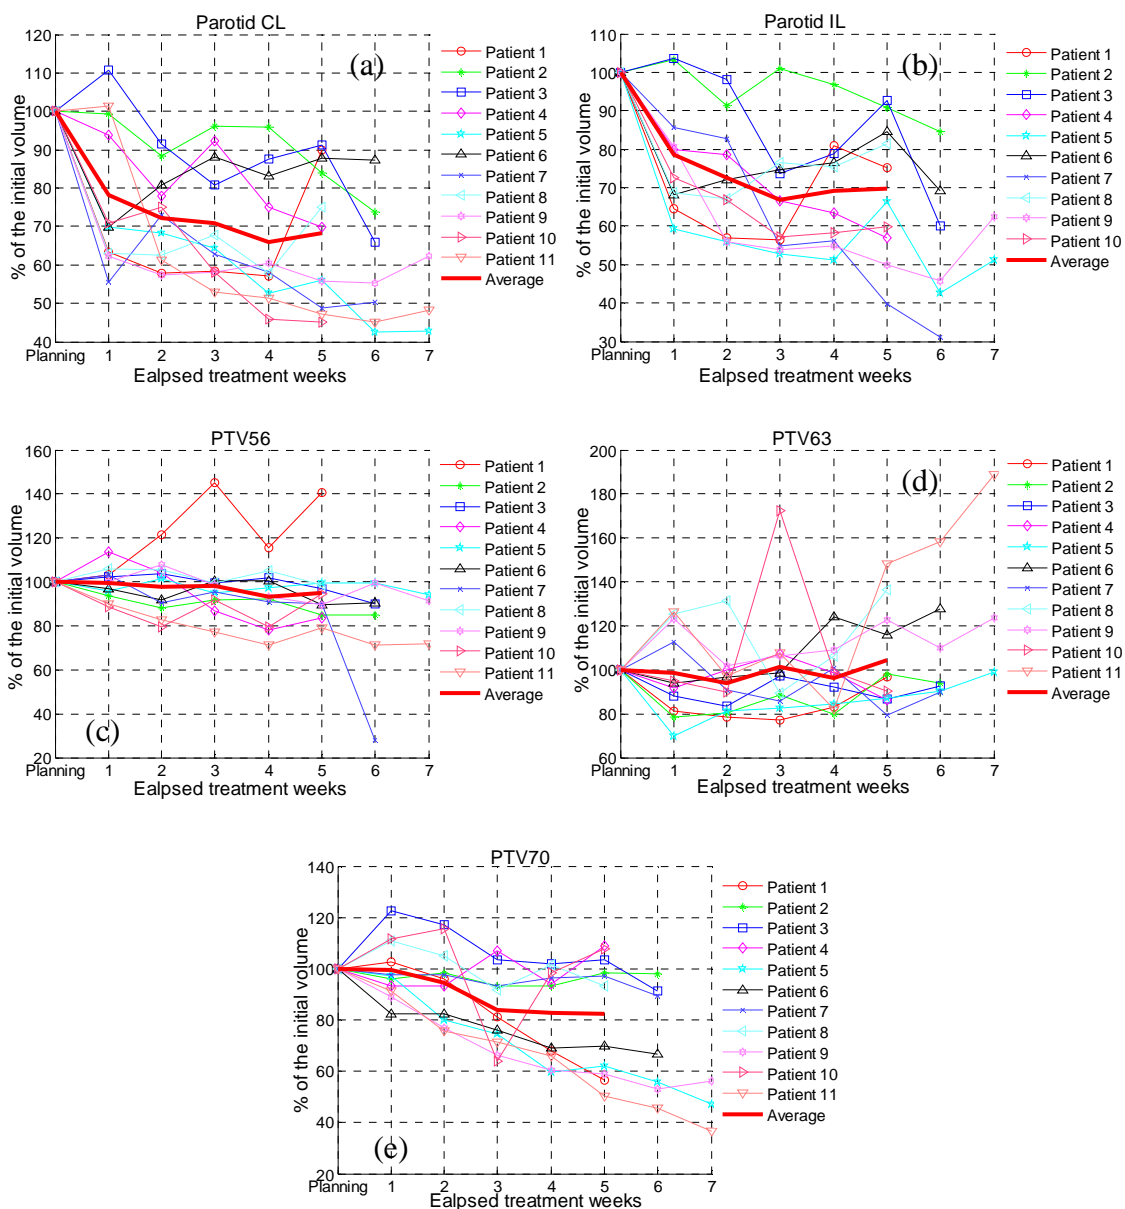 Parotid CL
120
110
100
90
80
70
60
50
40
% of the initial volume
Planning 1 2 3 4 5 6 7
Ealpsed treatment weeks
(a)
Patient 1
Patient 2
Patient 3
Patient 4
Patient 5
Patient 6
Patient 7
Patient 8
Patient 9
Patient 10
Patient 11
Average
Parotid IL
110
100
90
80
70
60
50
40
30
% of the initial volume
Planning 1 2 3 4 5 6 7
Ealpsed treatment weeks
(b)
Patient 1
Patient 2
Patient 3
Patient 4
Patient 5
Patient 6
Patient 7
Patient 8
Patient 9
Patient 10
Average
PTV56
160
140
120
100
80
60
40
20
% of the initial volume
Planning 1 2 3 4 5 6 7
Ealpsed treatment weeks
(c)
Patient 1
Patient 2
Patient 3
Patient 4
Patient 5
Patient 6
Patient 7
Patient 8
Patient 9
Patient 10
Patient 11
Average
PTV63
200
180
160
140
120
100
80
60
% of the initial volume
Planning 1 2 3 4 5 6 7
Ealpsed treatment weeks
(d)
Patient 1
Patient 2
Patient 3
Patient 4
Patient 5
Patient 6
Patient 7
Patient 8
Patient 9
Patient 10
Patient 11
Average
PTV70
140
120
100
80
60
40
20
% of the initial volume
Planning 1 2 3 4 5 6 7
Ealpsed treatment weeks
(e)
Patient 1
Patient 2
Patient 3
Patient 4
Patient 5
Patient 6
Patient 7
Patient 8
Patient 9
Patient 10
Patient 11
Average